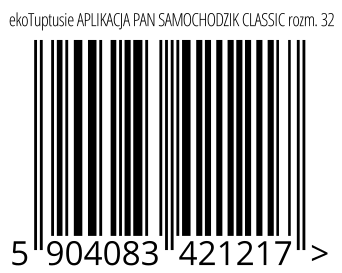 ekoTuptusie APLIKACJA PAN SAMOCHODZIK CLASSIC rozm. 32
5 904083 421217 >